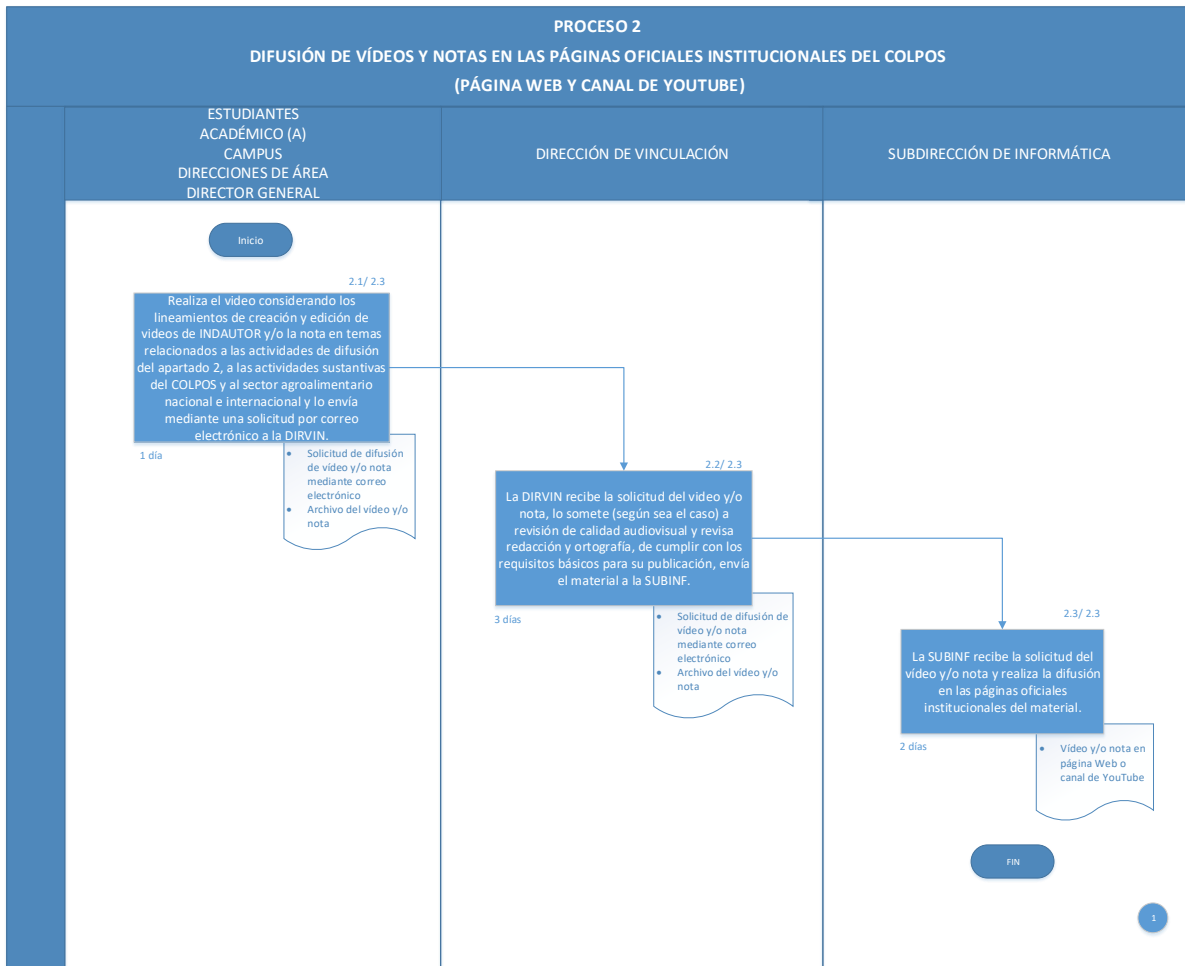 PROCESO 2
DIFUSIÓN DE VÍDEOS Y NOTAS EN LAS PÁGINAS OFICIALES INSTITUCIONALES DEL COLPOS
(PÁGINA WEB Y CANAL DE YOUTUBE)
ESTUDIANTES
ACADÉMICO (A)
CAMPUS
DIRECCIONES DE ÁREA
DIRECTOR GENERAL
DIRECCIÓN DE VINCULACIÓN
SUBDIRECCIÓN DE INFORMÁTICA
Inicio
2.1/ 2.3
Realiza el video considerando los
lineamientos de creación y edición de
videos de INDAUTOR y/o la nota en temas
relacionados a las actividades de difusión
del apartado 2, a las actividades sustantivas
del COLPOS y al sector agroalimentario
nacional e internacional y lo envía
mediante una solicitud por correo
electrónico a la DIRVIN.
1 día
• Solicitud de difusión
de vídeo y/o nota
mediante correo
electrónico
• Archivo del vídeo y/o
nota
2.2/ 2.3
La DIRVIN recibe la solicitud del video y/o
nota, lo somete (según sea el caso) a
revisión de calidad audiovisual y revisa
redacción y ortografía, de cumplir con los
requisitos básicos para su publicación, envía
el material a la SUBINF.
3 días
• Solicitud de difusión de
vídeo y/o nota
mediante correo
electrónico
• Archivo del vídeo y/o
nota
2.3/ 2.3
La SUBINF recibe la solicitud del
vídeo y/o nota y realiza la difusión
en las páginas oficiales
institucionales del material.
2 días
• Vídeo y/o nota en
página Web o
canal de YouTube
FIN
1